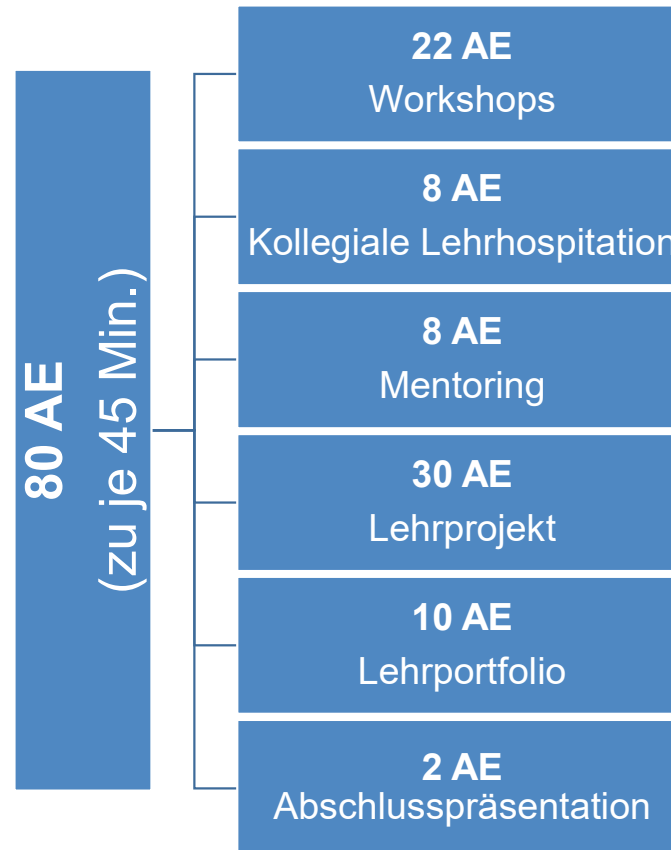 80 AE
(zu je 45 Min.)
22 AE
Workshops
8 AE
Kollegiale Lehrhospitation
8 AE
Mentoring
30 AE
Lehrprojekt
10 AE
Lehrportfolio
2 AE
Abschlusspräsentation